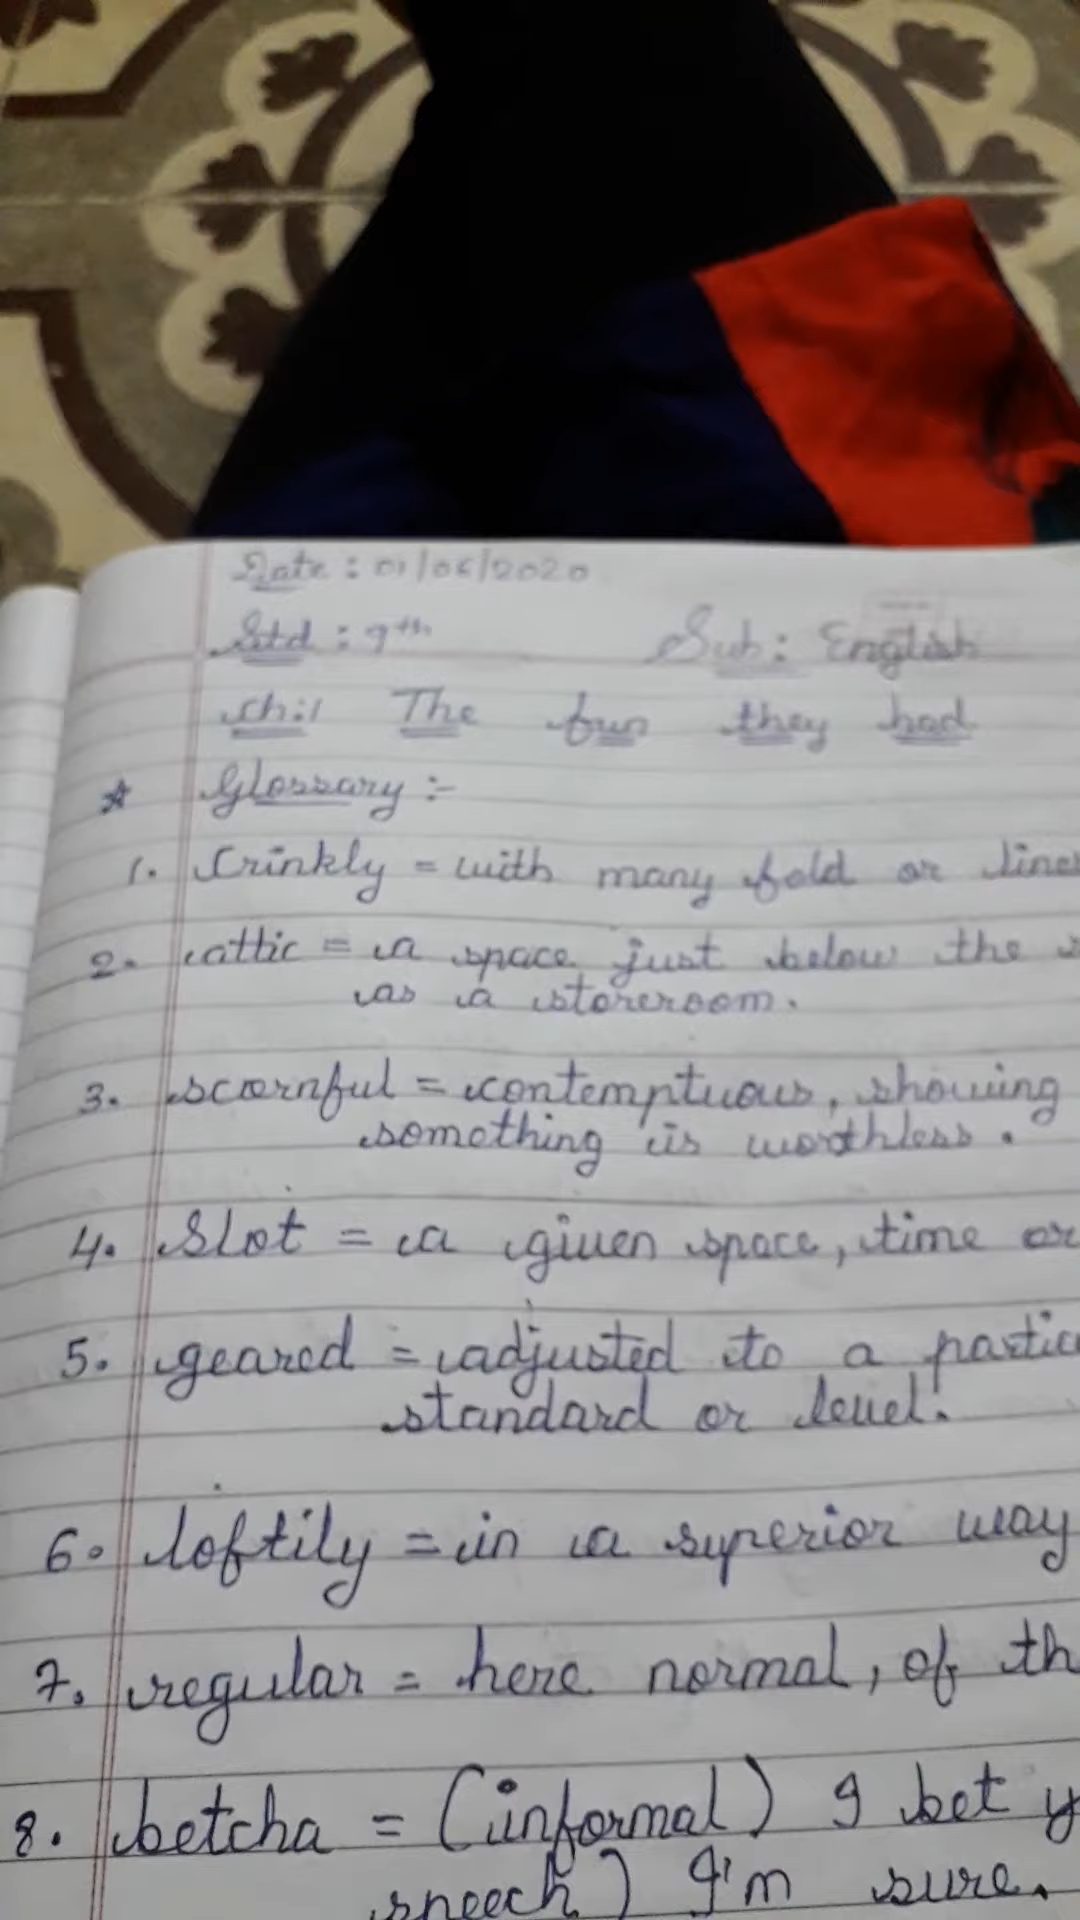 Date : 01/06/2020
Std : 9th Sub : English
Ch:1 The fun they had
Glossary :-
1. Crinkly = with many fold or lines
2. attic = a space just below the
as a storeroom.
3. scornful = contemptuous, showing
something is worthless.
4. Slot = a given space, time or
5. geared = adjusted to a
standard or level.
6. loftily = in a superior way
7. regular = here normal, of
8. betcha = (informal) I bet
speech) I'm sure.